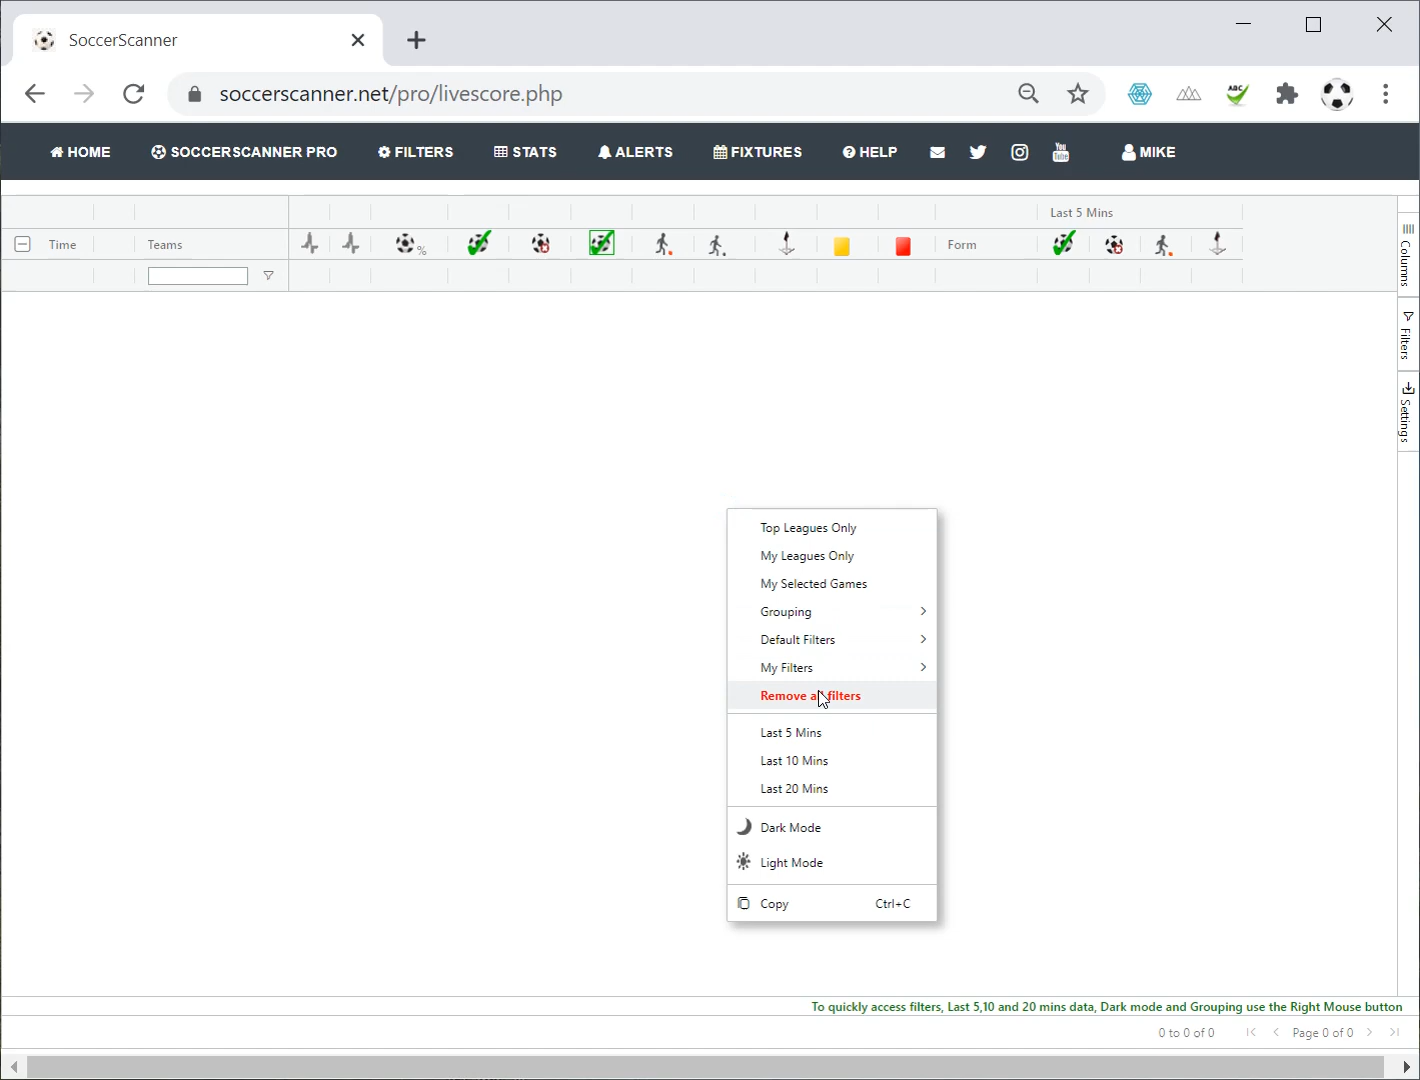 SoccerScanner
soccerscanner.net/pro/livescore.php
ABC
HOME SOCCERSCANNER PRO FILTERS STATS ALERTS FIXTURES HELP You Tube MIKE
Last 5 Mins
Time Teams % Form
Columns
Filters
Settings
Top Leagues Only
My Leagues Only
My Selected Games
Grouping
Default Filters
My Filters
Remove all filters
Last 5 Mins
Last 10 Mins
Last 20 Mins
Dark Mode
Light Mode
Copy Ctrl+C
To quickly access filters, Last 5,10 and 20 mins data, Dark mode and Grouping use the Right Mouse button
0 to 0 of 0 Page 0 of 0